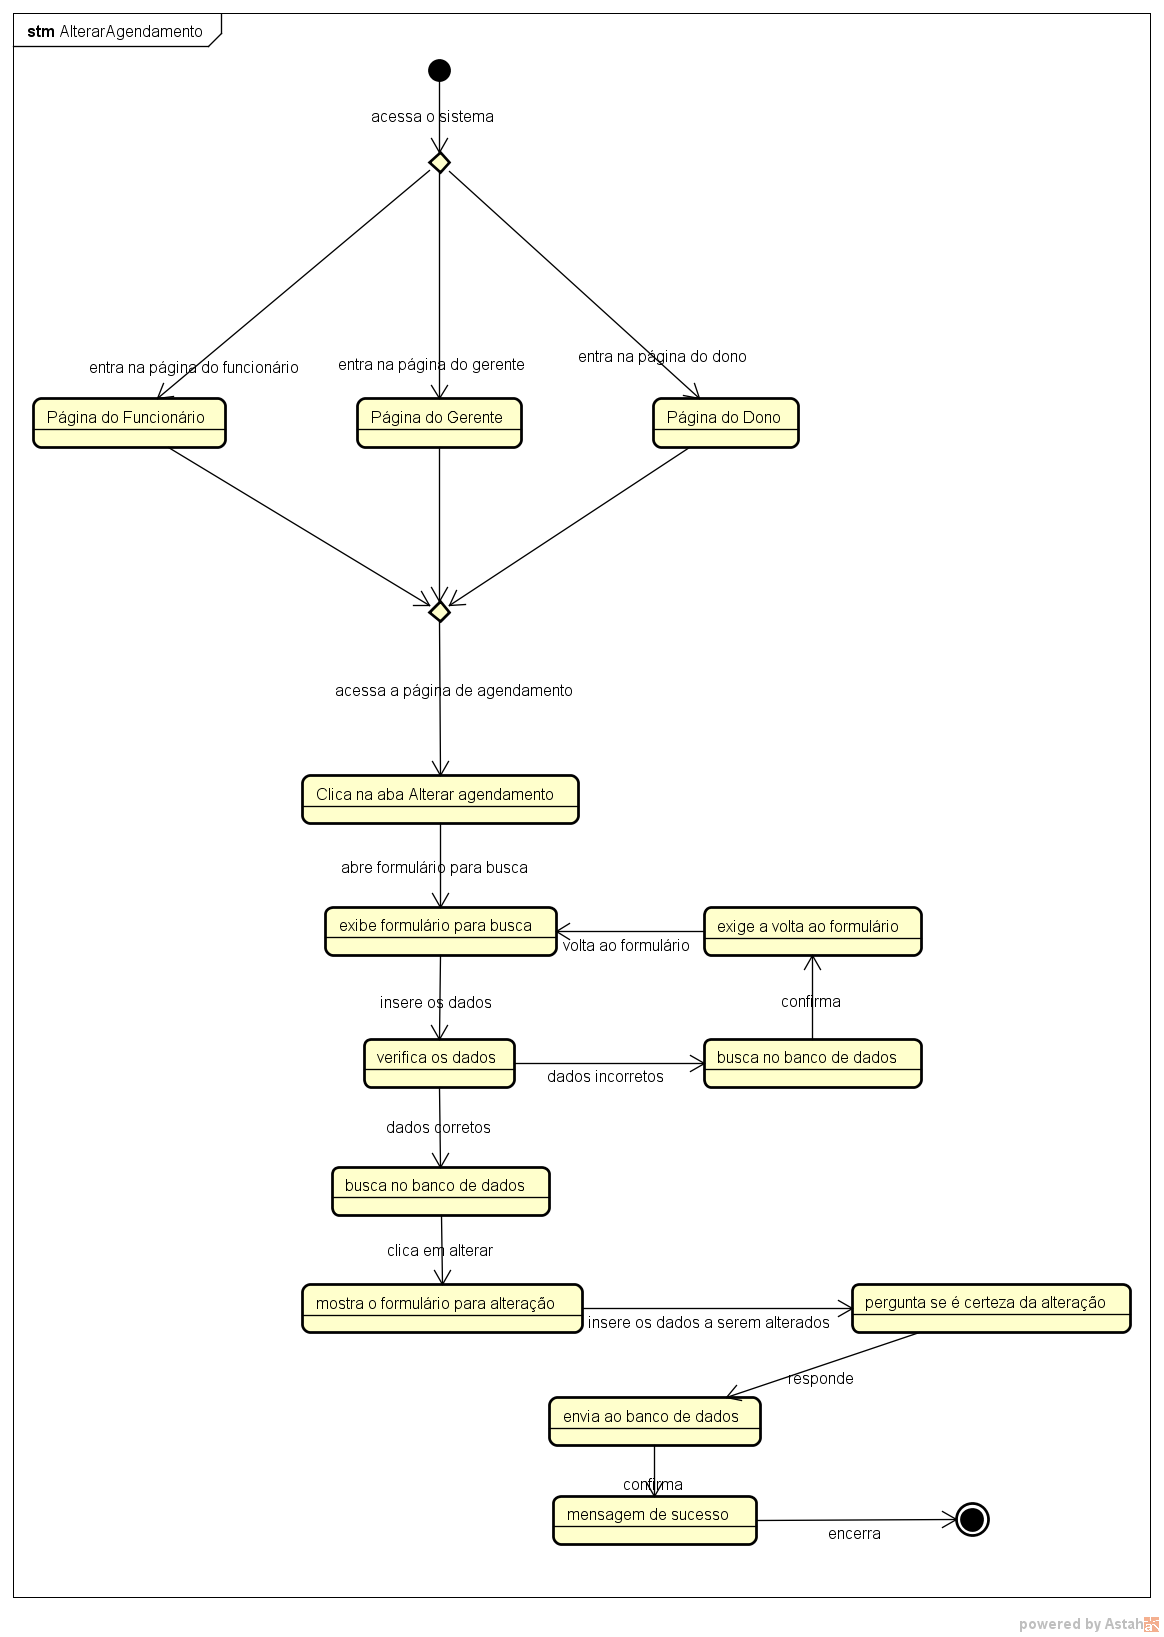 stm AlterarAgendamento
acessa o sistema
entra na página do funcionário
entra na página do gerente
entra na página do dono
Página do Funcionário
Página do Gerente
Página do Dono
acessa a página de agendamento
Clica na aba Alterar agendamento
abre formulário para busca
exibe formulário para busca
exige a volta ao formulário
volta ao formulário
insere os dados
confirma
verifica os dados
busca no banco de dados
dados incorretos
dados corretos
busca no banco de dados
clica em alterar
mostra o formulário para alteração
pergunta se é certeza da alteração
insere os dados a serem alterados
responde
envia ao banco de dados
confirma
mensagem de sucesso
encerra
powered by Astah